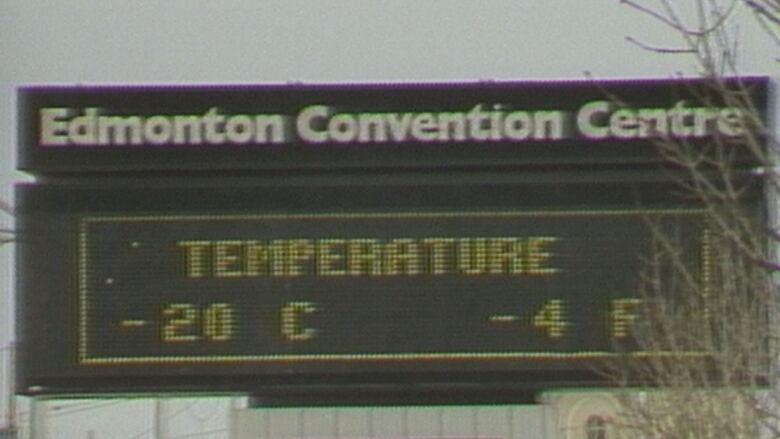 Edmonton Convention Centre
TEMPERATURE
-20 C -4 F